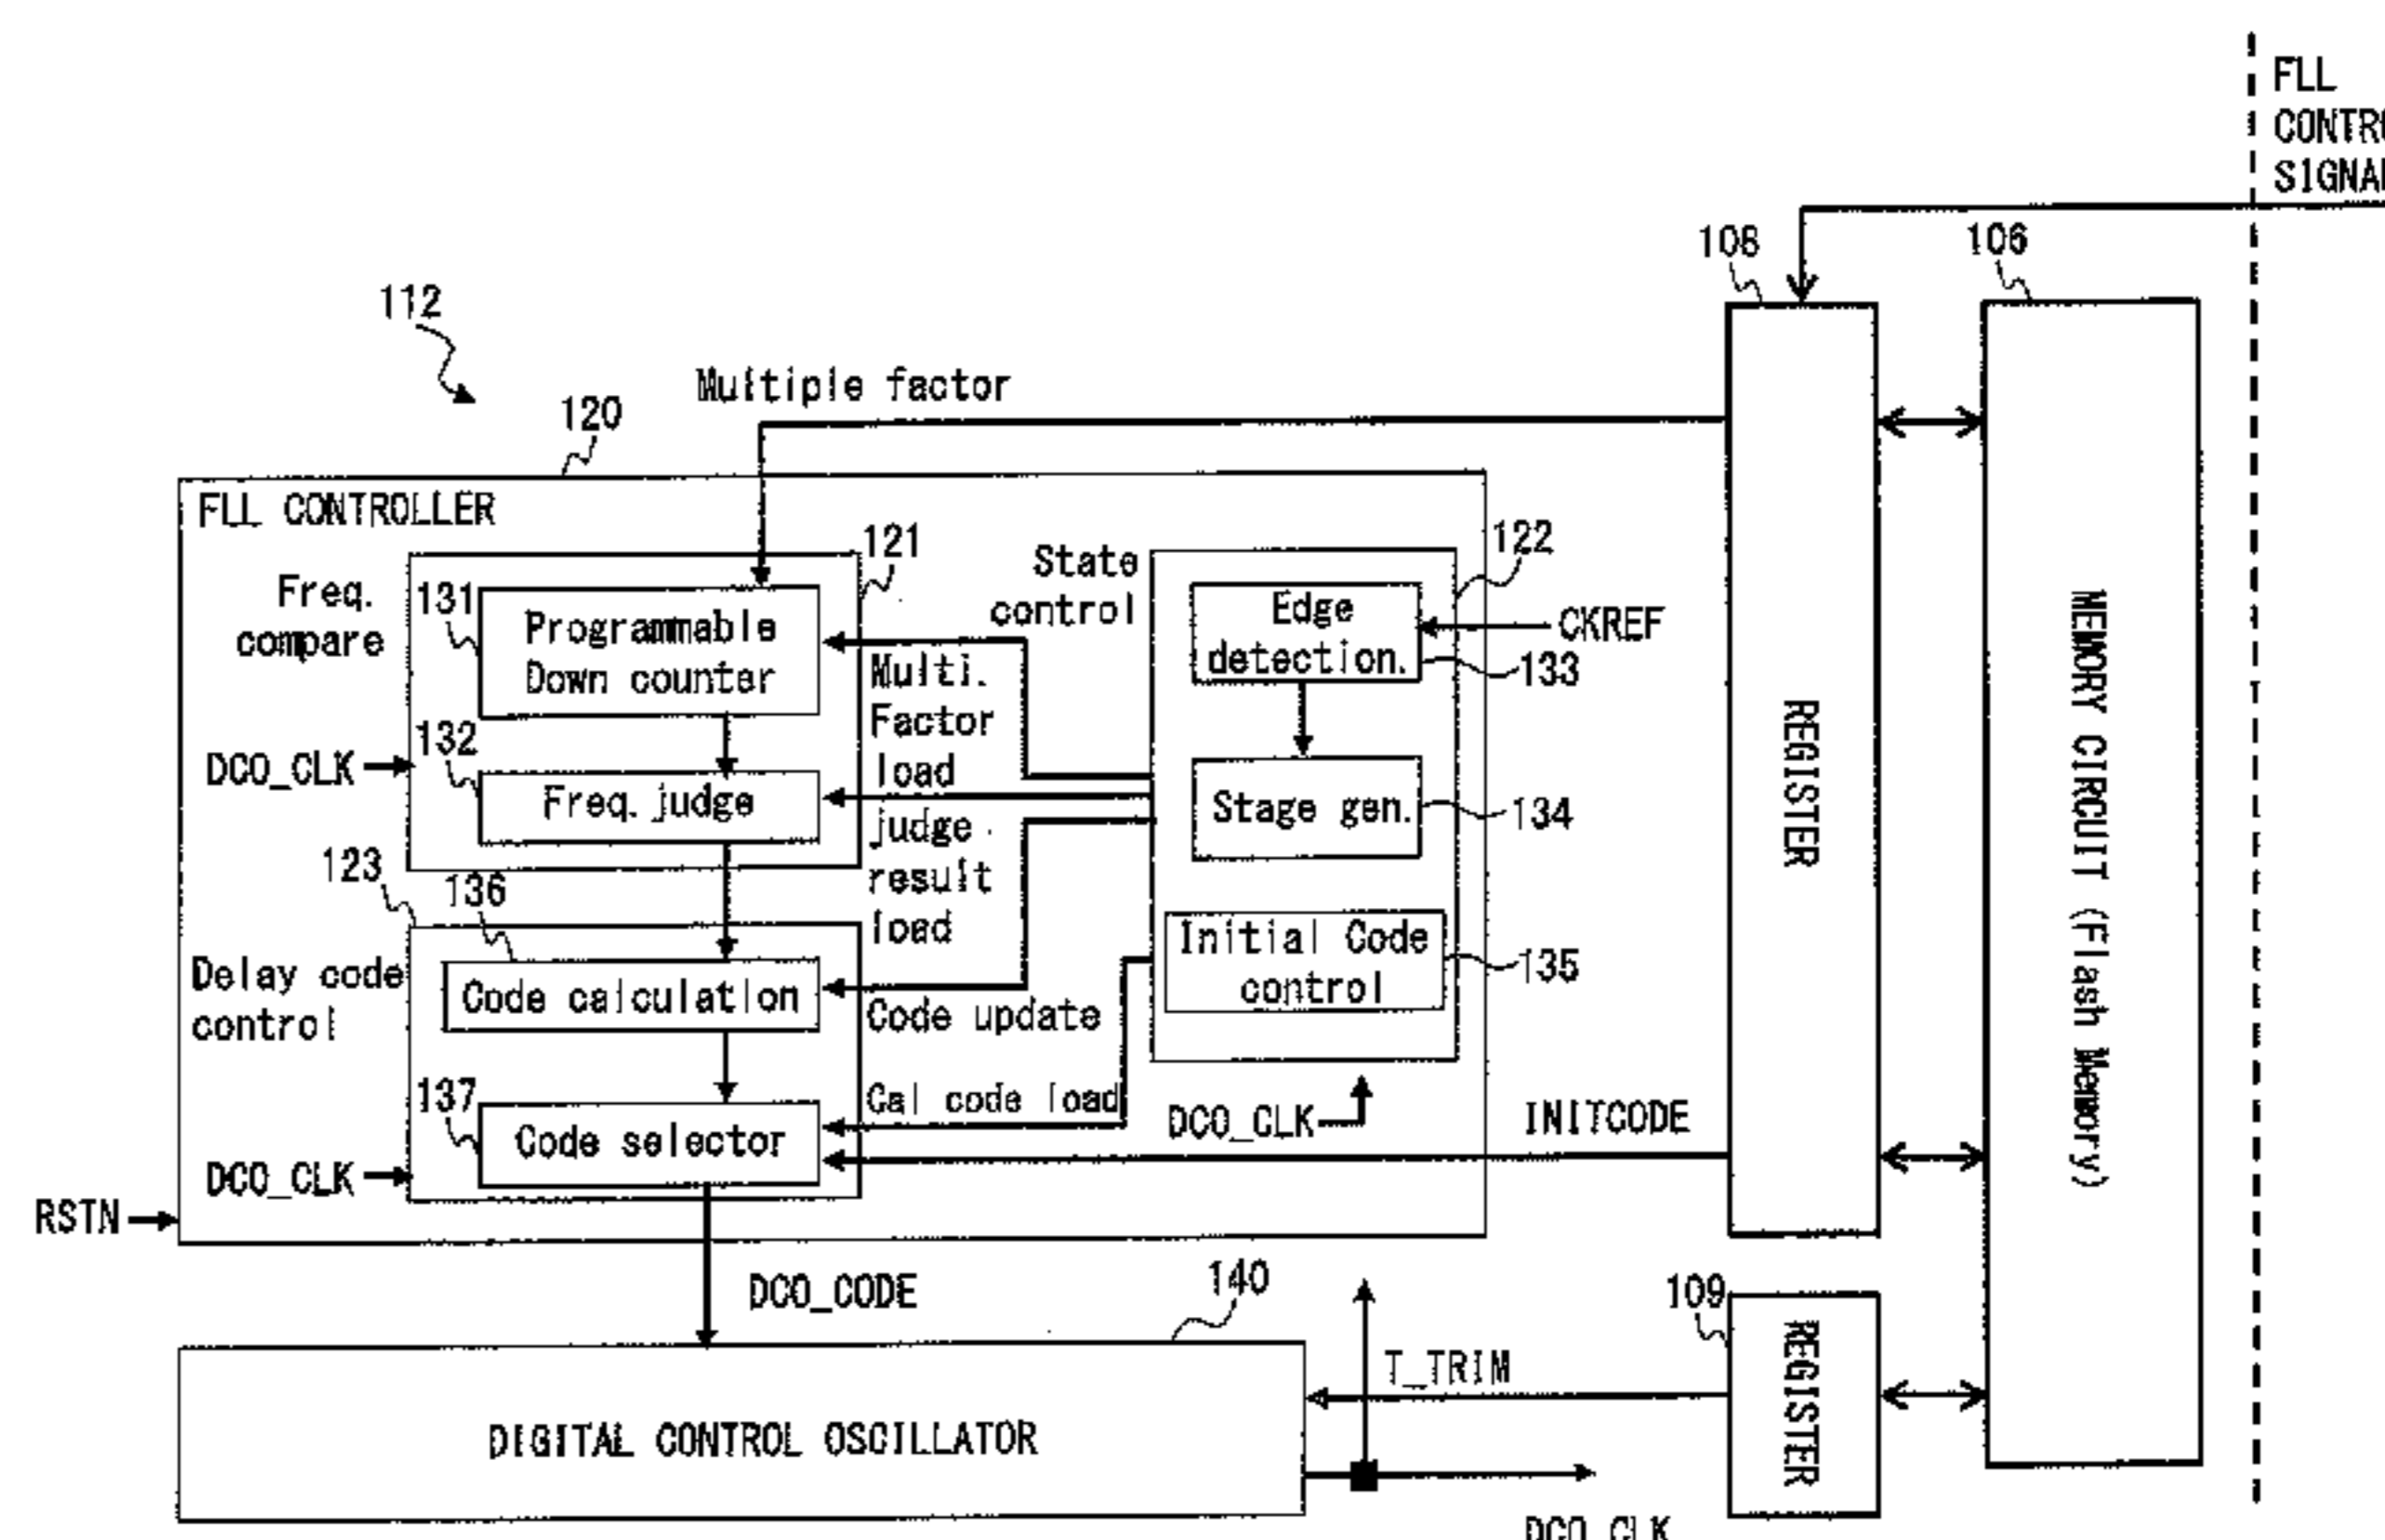 FLL
CONTRO
SIGNAL
108
106
112
Multiple factor
120
FLL CONTROLLER
121
122
State
control
Freq.
compare
131
Programmable
Down counter
Edge
detection.
CKREF
133
Multi.
Factor
load
132
DCO_CLK
Freq. judge
Stage gen.
134
judge
result
load
123
136
Delay code
control
Code calculation
Code update
Initial Code
control
135
137
Cal code load
DCO_CLK
INITCODE
Code selector
DCO_CLK
RSTN
REGISTER
MEMORY CIRCUIT (Flash Memory)
DCO_CODE
140
109
T_TRIM
REGISTER
DIGITAL CONTROL OSCILLATOR
DCO_CLK